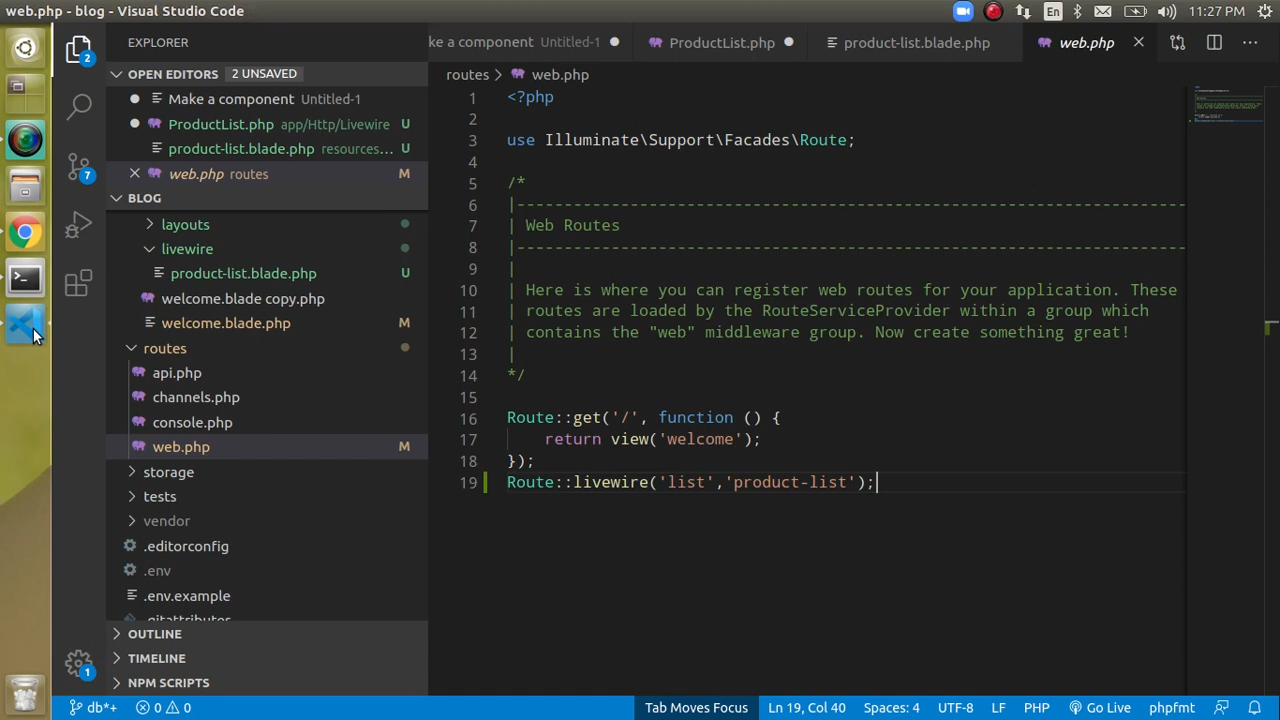 web.php - blog - Visual Studio Code
En
11:27 PM
EXPLORER
ke a component Untitled-1
ProductList.php
product-list.blade.php
web.php
OPEN EDITORS 2 UNSAVED
Make a component Untitled-1
ProductList.php app/Http/Livewire U
product-list.blade.php resources... U
web.php routes M
BLOG
layouts
livewire
product-list.blade.php U
welcome.blade copy.php
welcome.blade.php M
routes
api.php
channels.php
console.php
web.php M
storage
tests
vendor
.editorconfig
.env
.env.example
.gitattributes
OUTLINE
TIMELINE
NPM SCRIPTS
2
7
1
routes > web.php
1 <?php
2
3 use Illuminate\Support\Facades\Route;
4
5 /*
6 |--------------------------------------------------------------------------
7 | Web Routes
8 |--------------------------------------------------------------------------
9 |
10 | Here is where you can register web routes for your application. These
11 | routes are loaded by the RouteServiceProvider within a group which
12 | contains the "web" middleware group. Now create something great!
13 |
14 */
15
16 Route::get('/', function () {
17 return view('welcome');
18 });
19 Route::livewire('list','product-list');
db*+ 0 0 Tab Moves Focus Ln 19, Col 40 Spaces: 4 UTF-8 LF PHP Go Live phpfmt